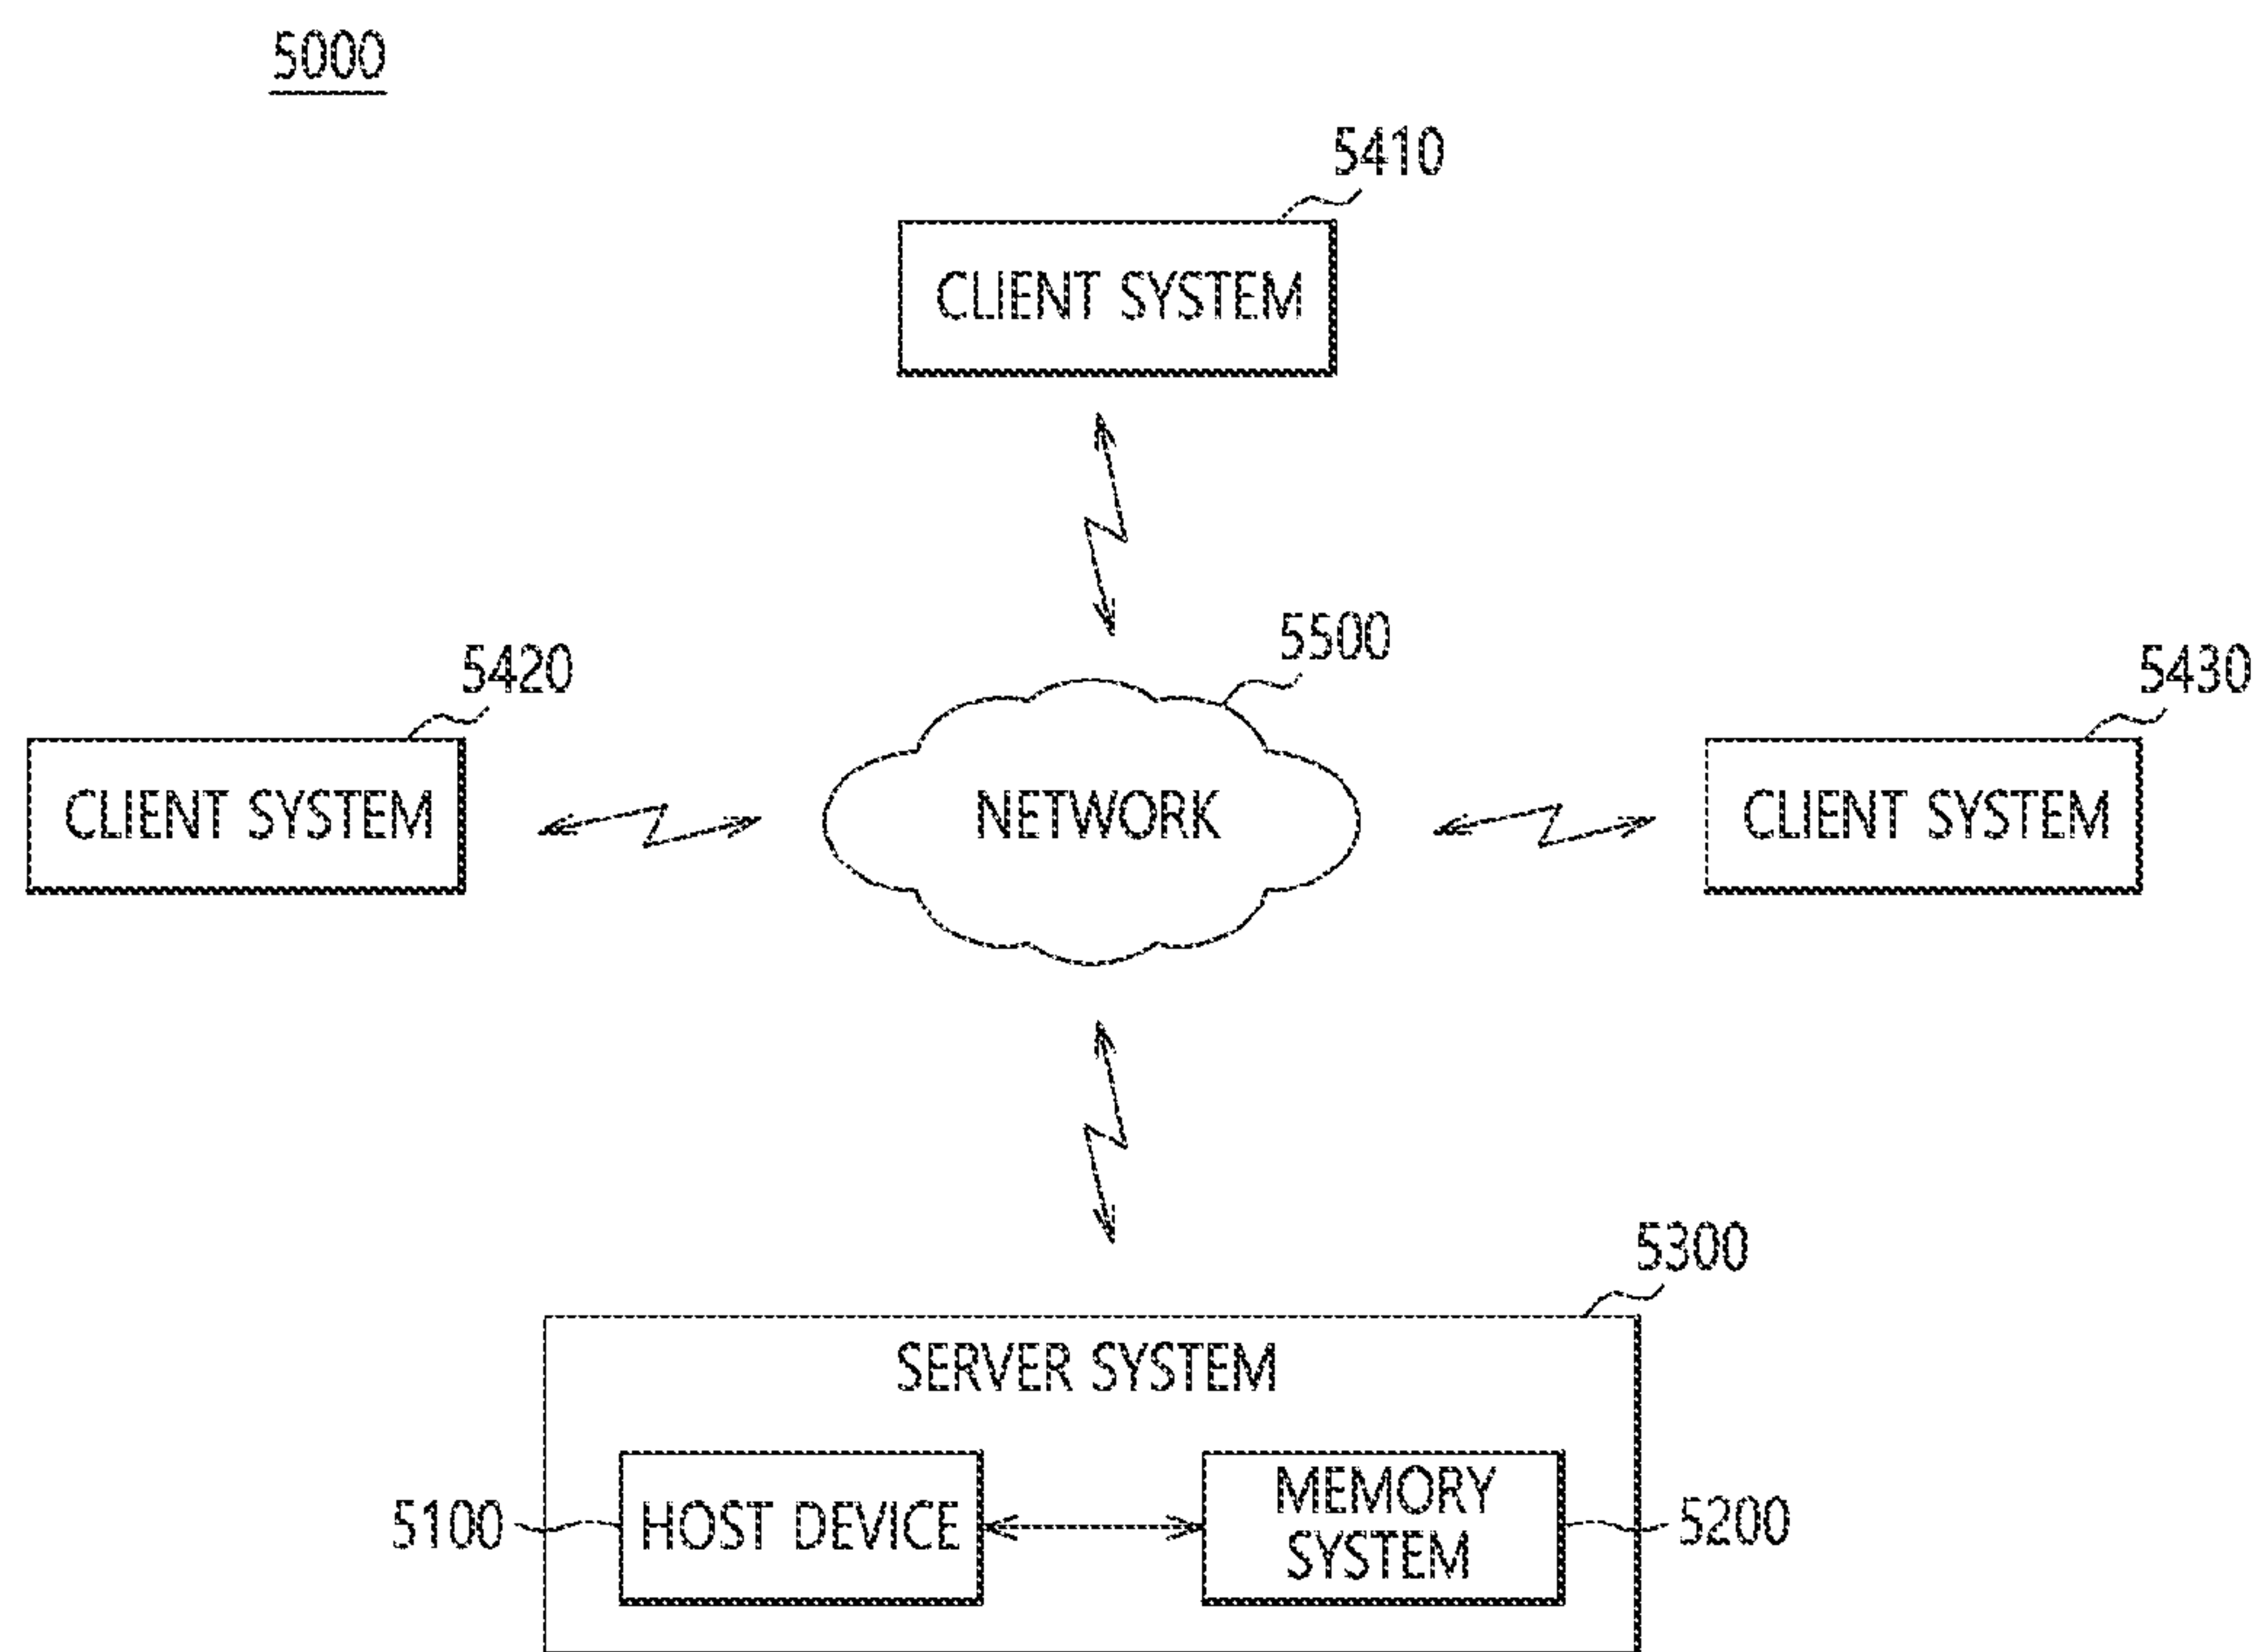 5000
5410
CLIENT SYSTEM
5500
5420
5430
CLIENT SYSTEM
NETWORK
CLIENT SYSTEM
5300
SERVER SYSTEM
5100
HOST DEVICE
MEMORY
SYSTEM
5200